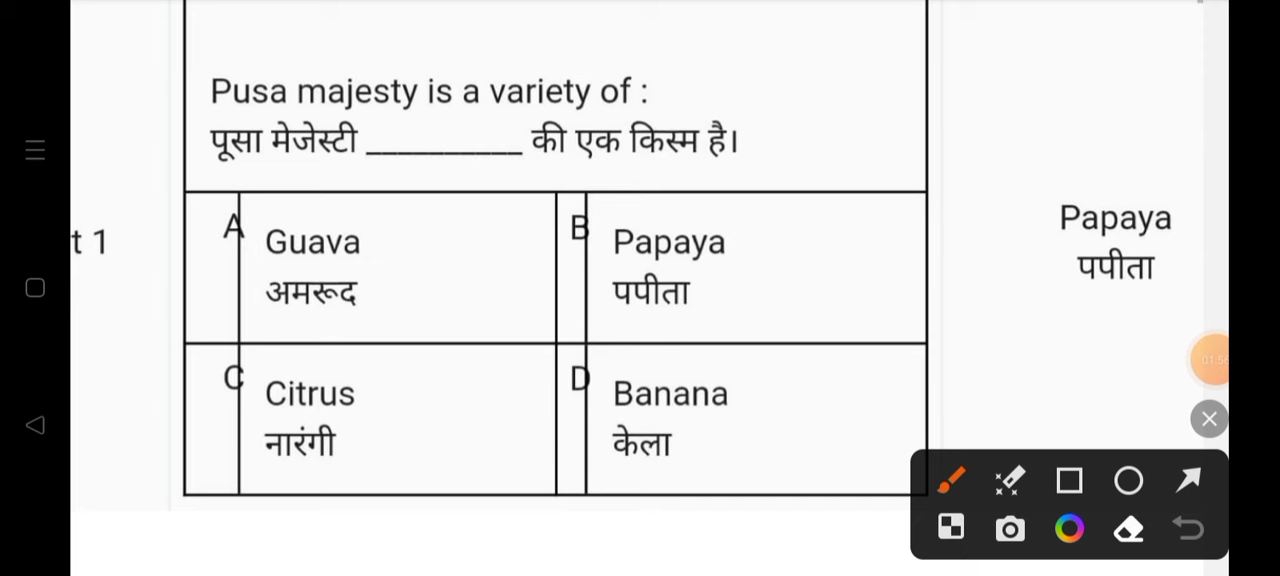 Pusa majesty is a variety of :
पूसा मेजेस्टी __________ की एक किस्म है।
t 1
A
Guava
अमरूद
B
Papaya
पपीता
C
Citrus
नारंगी
D
Banana
केला
Papaya
पपीता